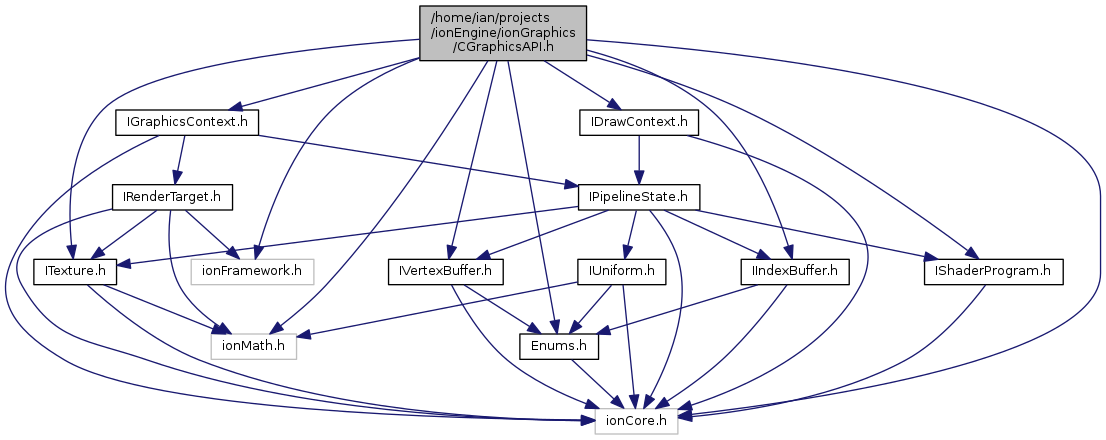 /home/ian/projects
/ionEngine/ionGraphics
/CGraphicsAPI.h
IGraphicsContext.h
IDrawContext.h
IRenderTarget.h
IPipelineState.h
ITexture.h
ionFramework.h
IVertexBuffer.h
IUniform.h
IIndexBuffer.h
IShaderProgram.h
ionMath.h
Enums.h
ionCore.h